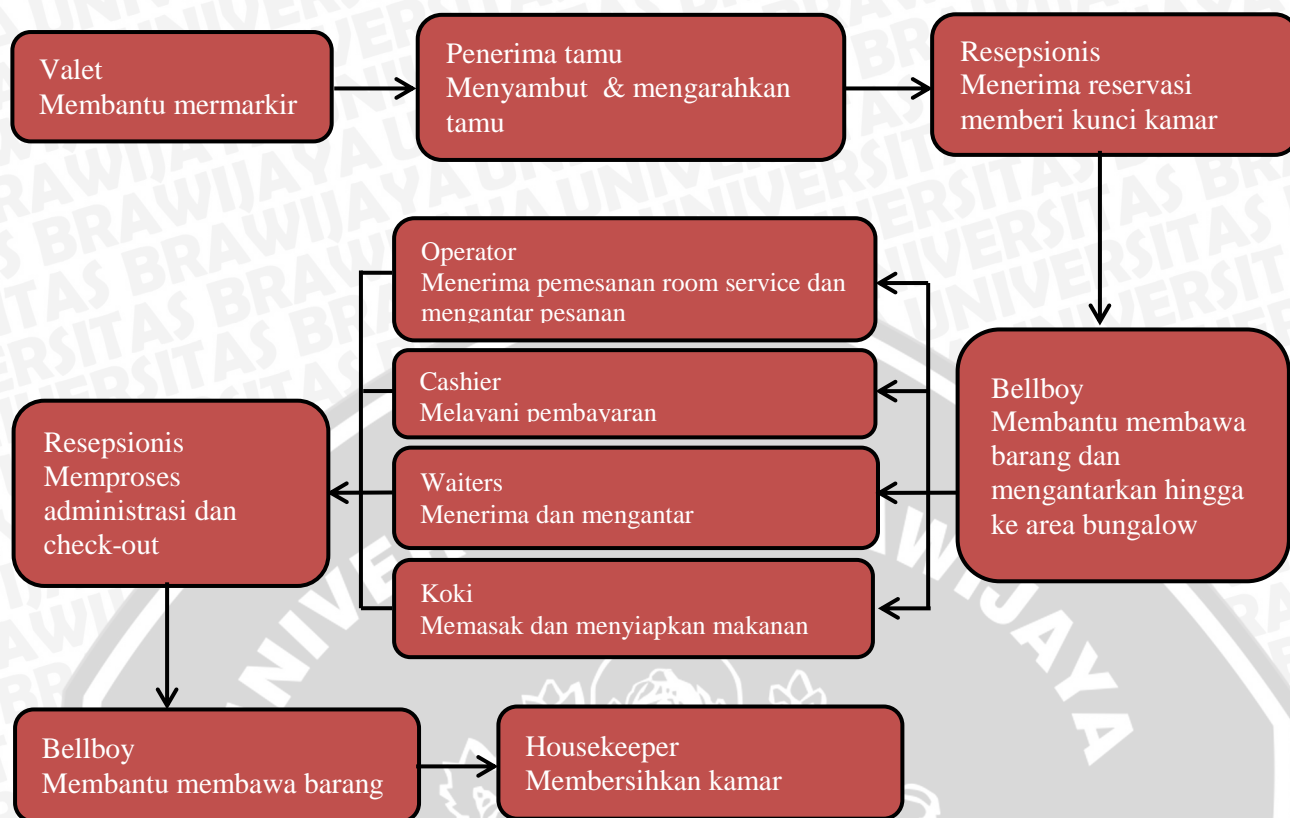 Valet
Membantu mermarkir
Penerima tamu
Menyambut & mengarahkan
tamu
Resepsionis
Menerima reservasi
memberi kunci kamar
Operator
Menerima pemesanan room service dan
mengantar pesanan
Cashier
Melayani pembayaran
Waiters
Menerima dan mengantar
Koki
Memasak dan menyiapkan makanan
Bellboy
Membantu membawa
barang dan
mengantarkan hingga
ke area bungalow
Resepsionis
Memproses
administrasi dan
check-out
Bellboy
Membantu membawa barang
Housekeeper
Membersihkan kamar